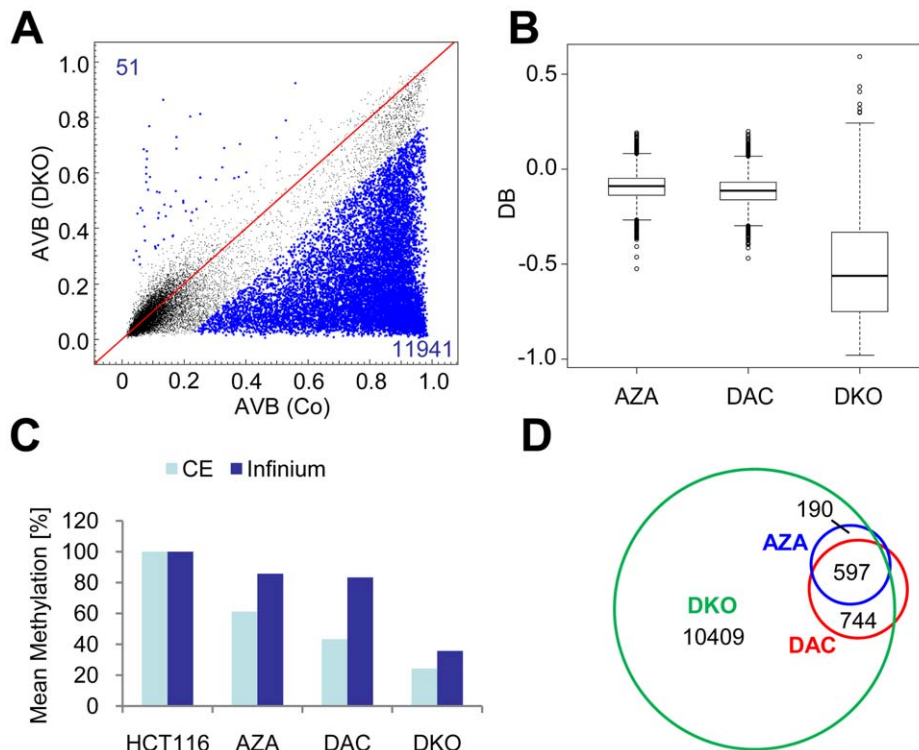 A
51
1.0
0.8
0.6
0.4
0.2
0.0
AVB (DKO)
11941
0 0.2 0.4 0.6 0.8 1.0
AVB (Co)
B
0.5
0.0
-0.5
-1.0
DB
AZA DAC DKO
C
CE Infinium
120
100
80
60
40
20
0
Mean Methylation [%]
HCT116 AZA DAC DKO
D
190
AZA
597
DKO
10409
744
DAC